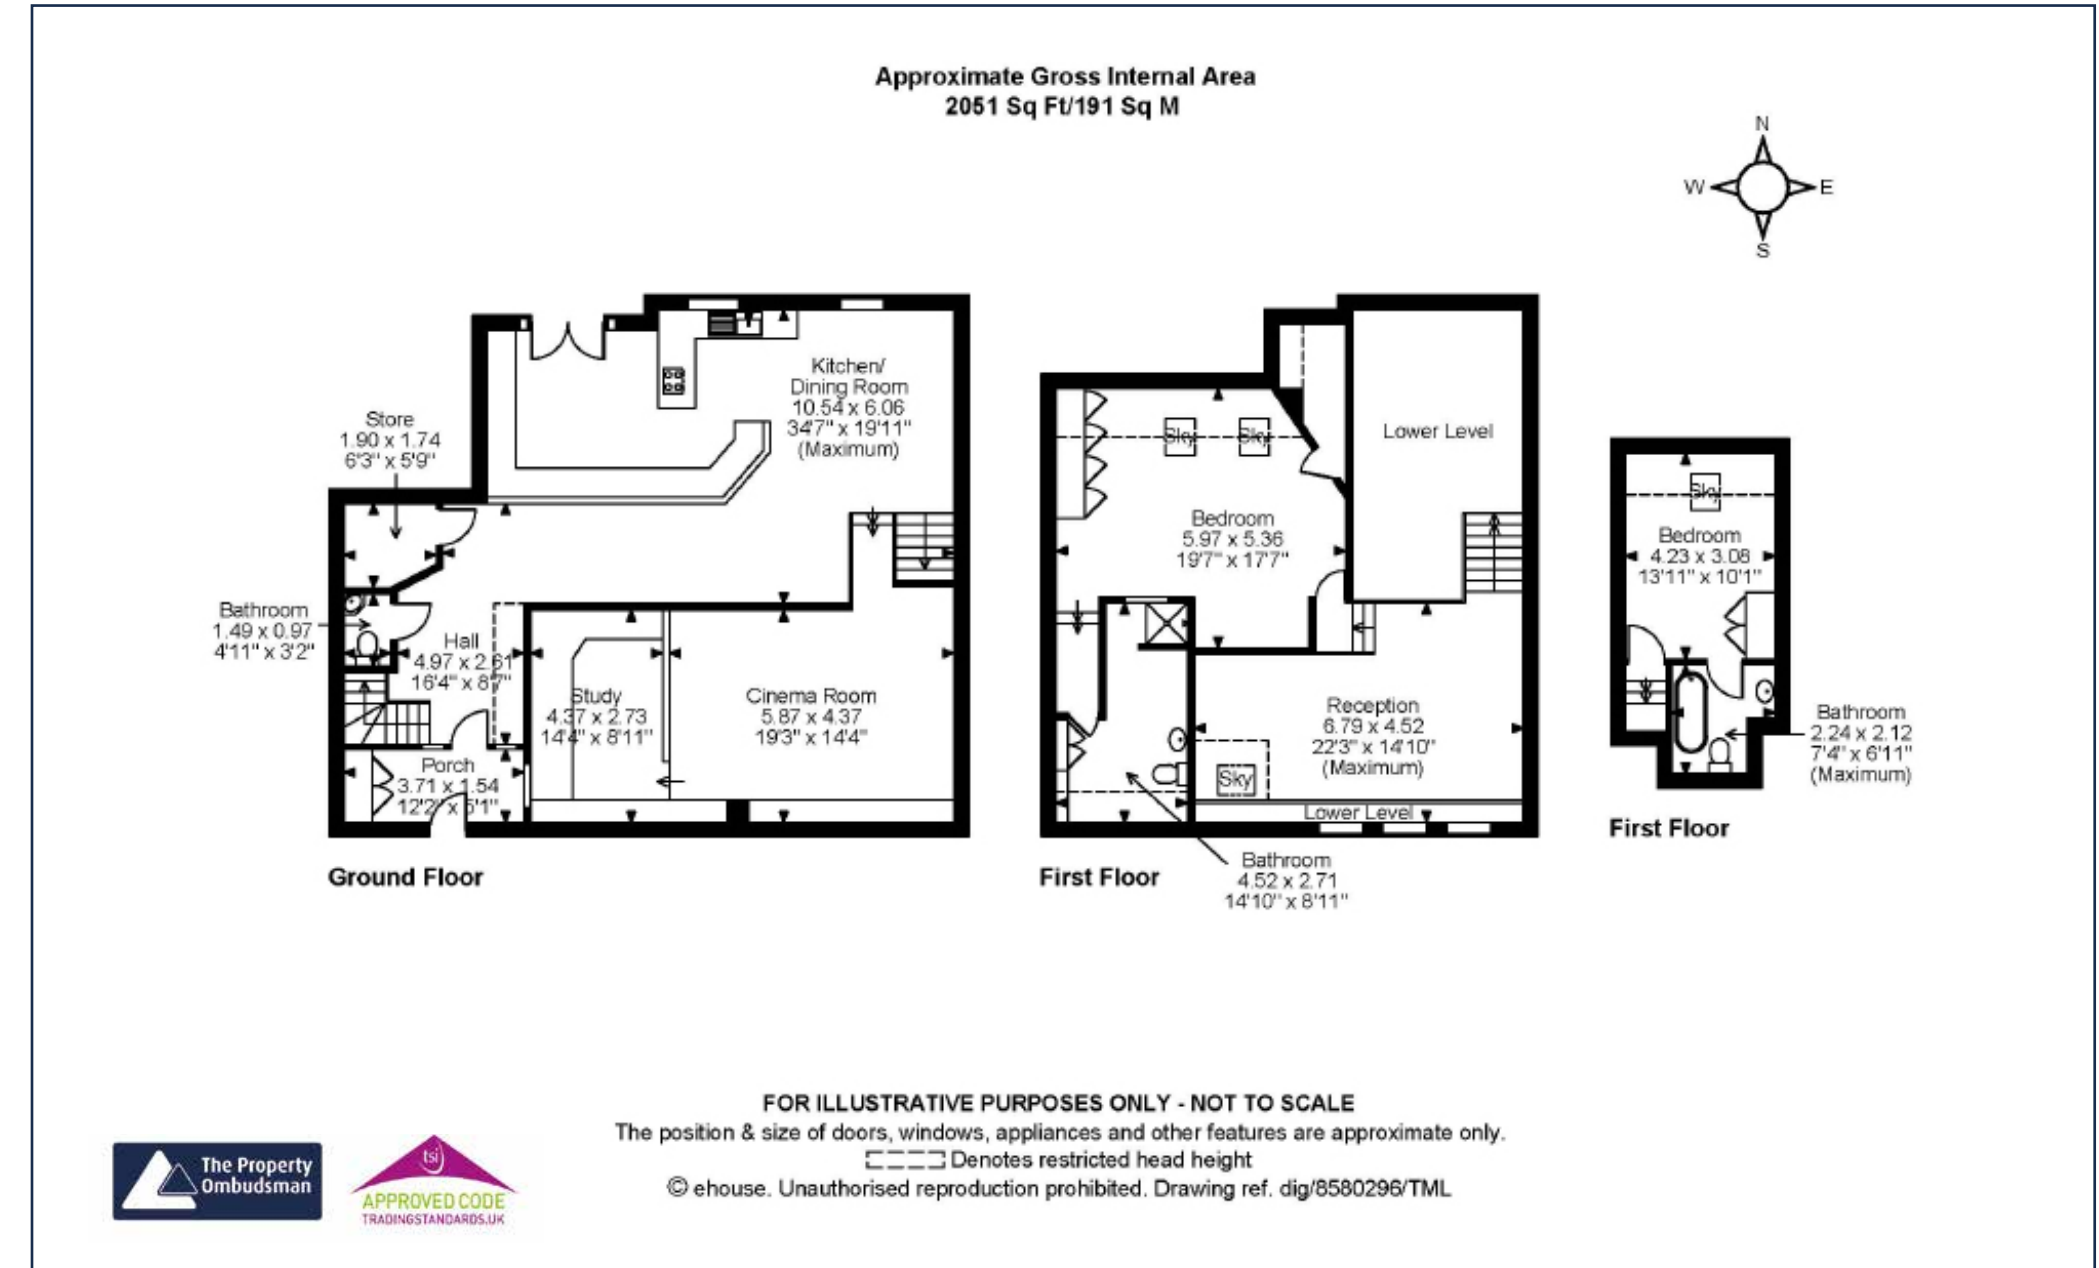 Approximate Gross Internal Area
2051 Sq Ft/191 Sq M
N
W
E
S
Kitchen/
Dining Room
10.54 x 6.06
34'7" x 19'11"
(Maximum)
Store
1.90 x 1.74
6'3" x 5'9"
Bathroom
1.49 x 0.97
4'11" x 3'2"
Hall
4.97 x 2.61
16'4" x 8'7"
Study
4.37 x 2.73
14'4" x 8'11"
Cinema Room
5.87 x 4.37
19'3" x 14'4"
Porch
3.71 x 1.54
12'2" x 5'1"
Ground Floor
Sky
Sky
Lower Level
Bedroom
5.97 x 5.36
19'7" x 17'7"
Reception
6.79 x 4.52
22'3" x 14'10"
(Maximum)
Sky
Lower Level
Bathroom
4.52 x 2.71
14'10" x 8'11"
First Floor
Sky
Bedroom
4.23 x 3.08
13'11" x 10'1"
Bathroom
2.24 x 2.12
7'4" x 6'11"
(Maximum)
First Floor
FOR ILLUSTRATIVE PURPOSES ONLY - NOT TO SCALE
The position & size of doors, windows, appliances and other features are approximate only.
Denotes restricted head height
© ehouse. Unauthorised reproduction prohibited. Drawing ref. dig/8580296/TML
The Property
Ombudsman
tsi
APPROVED CODE
TRADINGSTANDARDS.UK